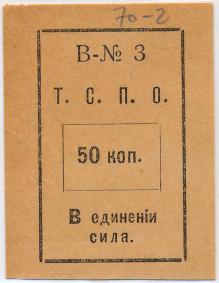 70-2
В-№ 3
Т. С. П. О.
50 коп.
В единеніи
сила.